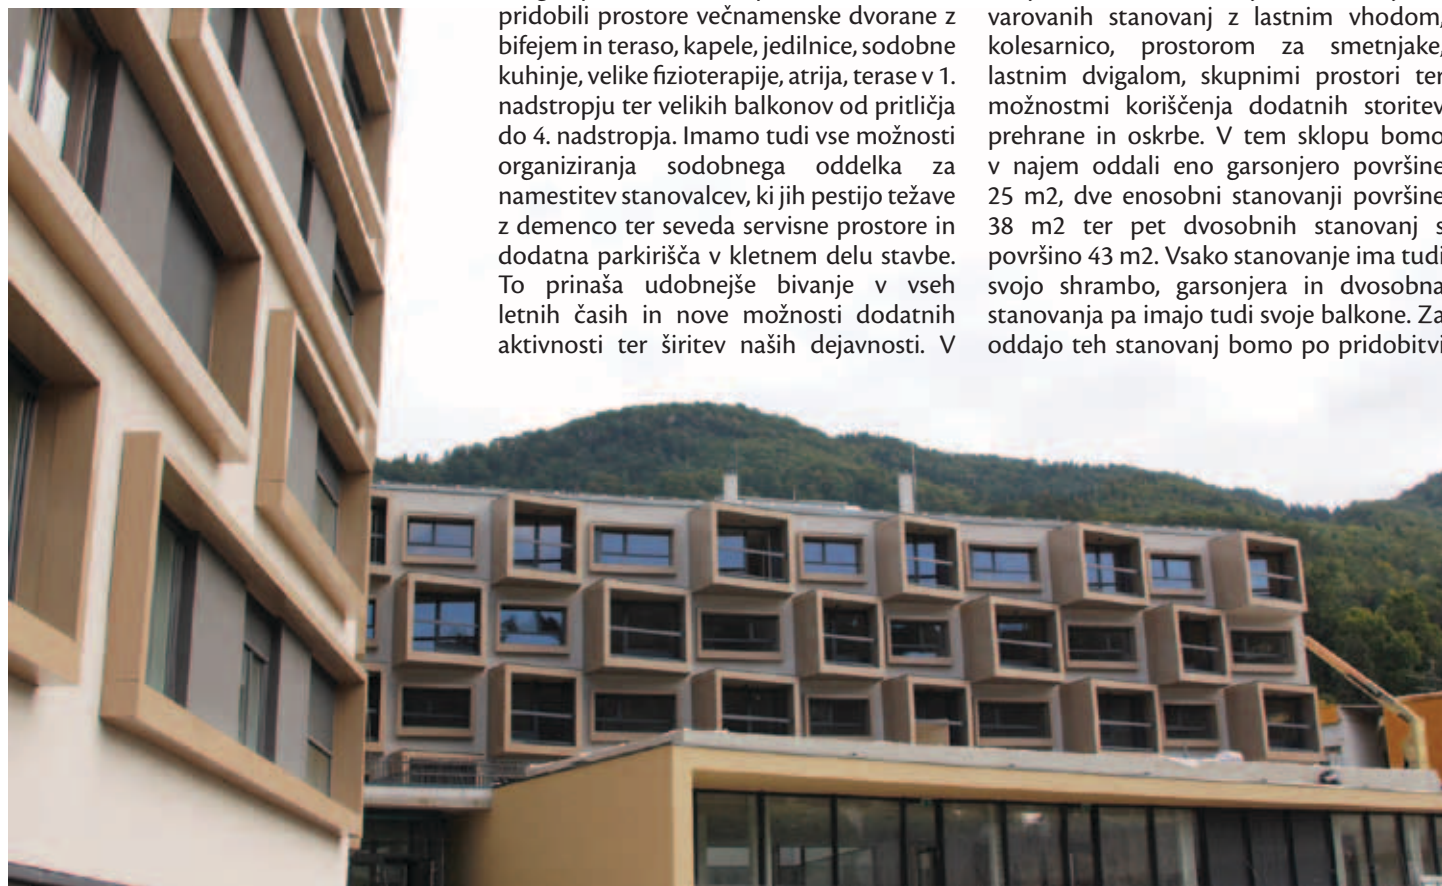 pridobili prostore večnamenske dvorane z
bifejem in teraso, kapele, jedilnice, sodobne
kuhinje, velike fizioterapije, atrija, terase v 1.
nadstropju ter velikih balkonov od pritličja
do 4. nadstropja. Imamo tudi vse možnosti
organiziranja sodobnega oddelka za
namestitev stanovalcev, ki jih pestijo težave
z demenco ter seveda servisne prostore in
dodatna parkirišča v kletnem delu stavbe.
To prinaša udobnejše bivanje v vseh
letnih časih in nove možnosti dodatnih
aktivnosti ter širitev naših dejavnosti. V
varovanih stanovanj z lastnim vhodom,
kolesarnico, prostorom za smetnjake,
lastnim dvigalom, skupnimi prostori ter
možnostmi koriščenja dodatnih storitev
prehrane in oskrbe. V tem sklopu bomo
v najem oddali eno garsonjero površine
25 m2, dve enosobni stanovanji površine
38 m2 ter pet dvosobnih stanovanj s
površino 43 m2. Vsako stanovanje ima tudi
svojo shrambo, garsonjera in dvosobna
stanovanja pa imajo tudi svoje balkone. Za
oddajo teh stanovanj bomo po pridobitvi